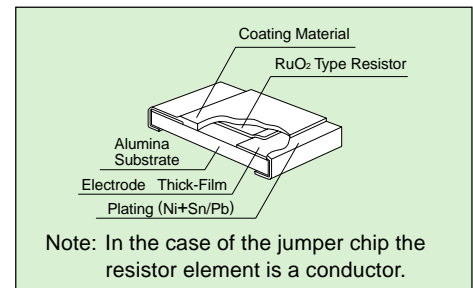 Coating Material
RuO₂ Type Resistor
Alumina
Substrate
Electrode Thick-Film
Plating (Ni+Sn/Pb)
Note: In the case of the jumper chip the
resistor element is a conductor.